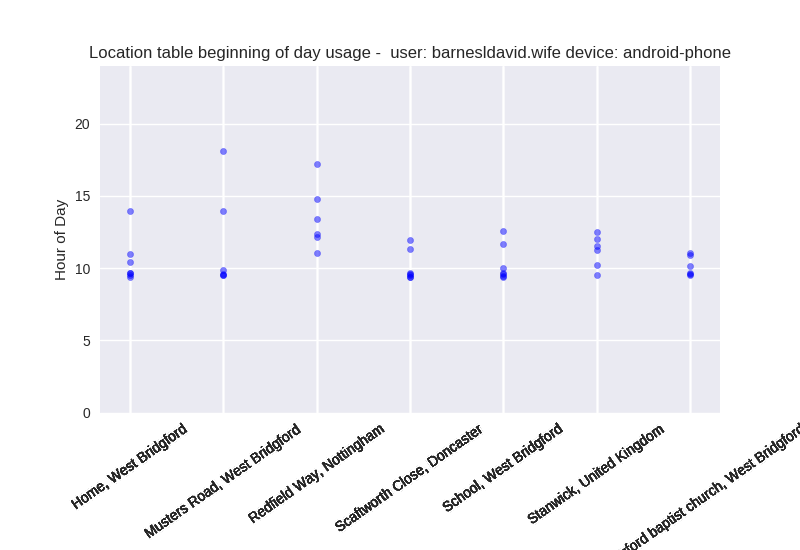 Location table beginning of day usage -  user: barnesldavid.wife device: android-phone
Hour of Day
20
15
10
5
0
Home, West Bridgford
Musters Road, West Bridgford
Redfield Way, Nottingham
Scaftworth Close, Doncaster
School, West Bridgford
Stanwick, United Kingdom
baptist church, West Bridgford